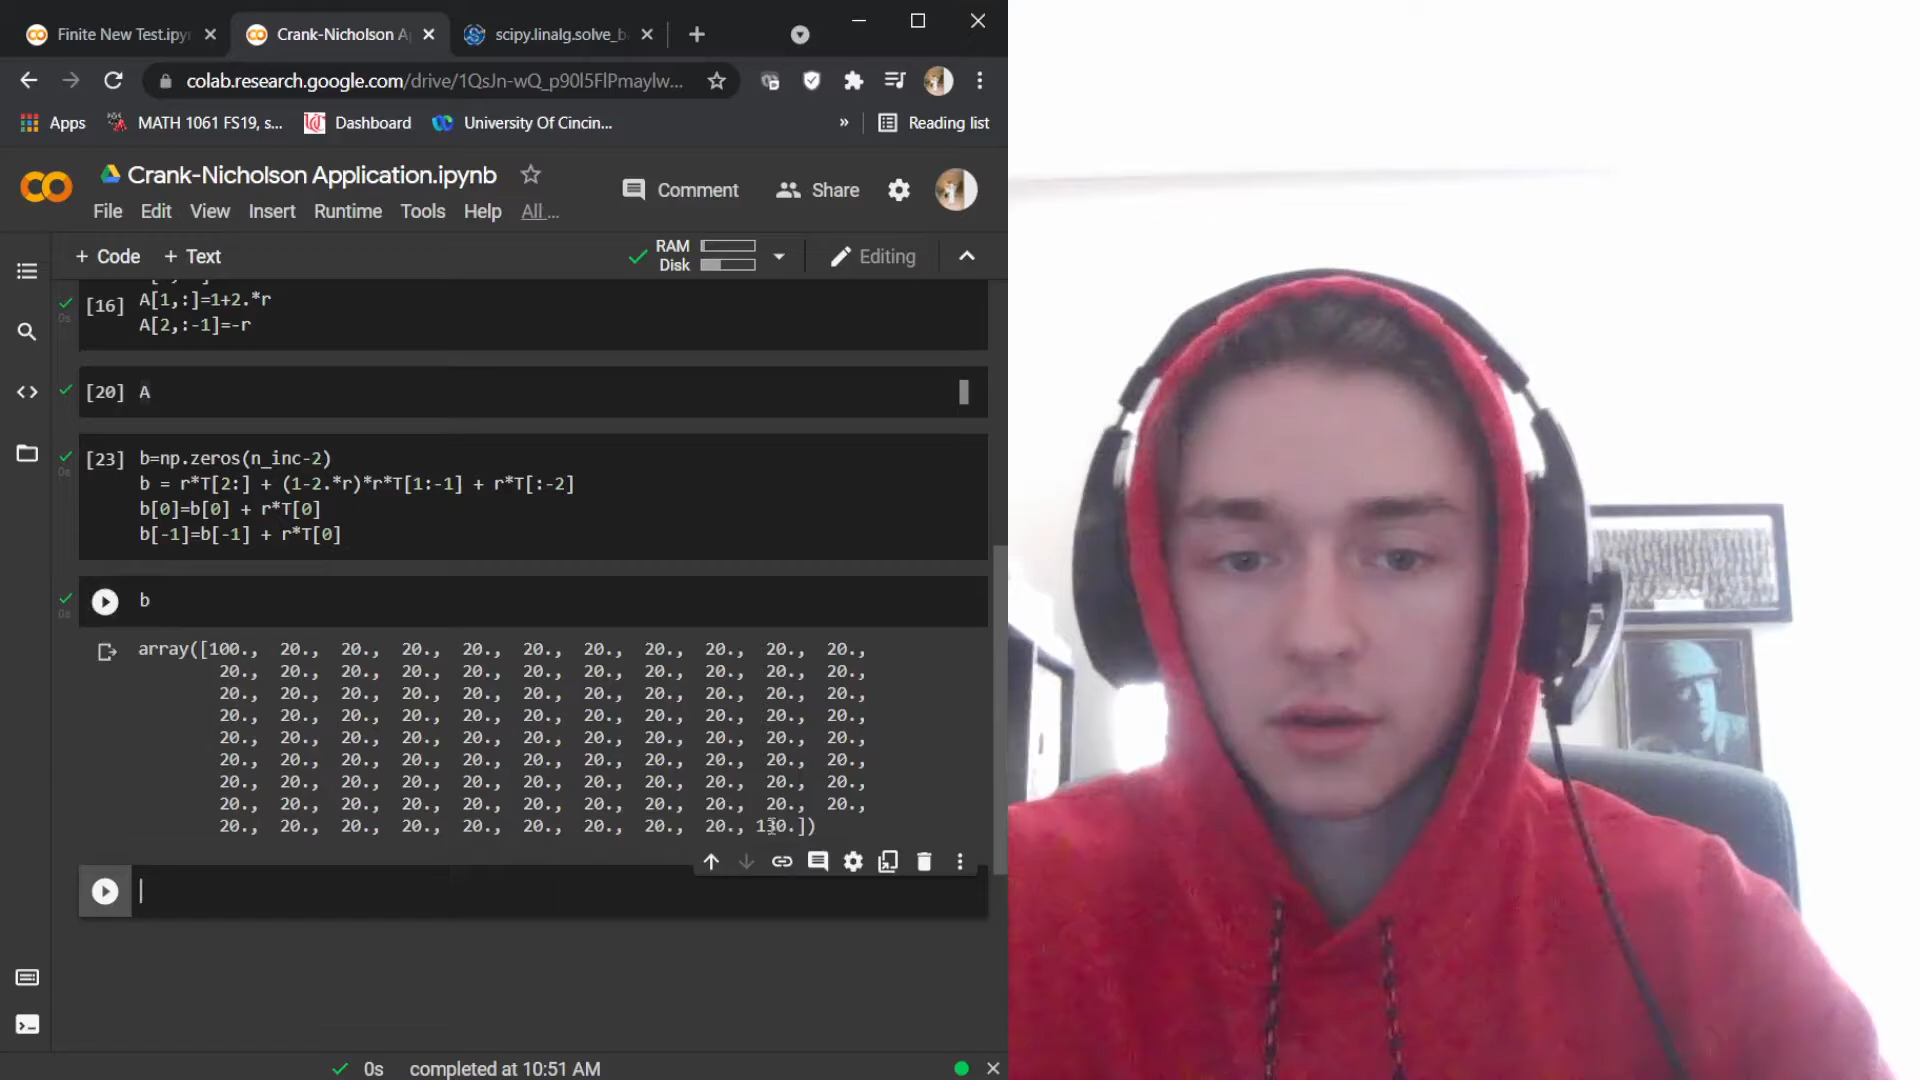 Finite New Test.ipyn
Crank-Nicholson A
scipy.linalg.solve_b
colab.research.google.com/drive/1QsJn-wQ_p90l5FlPmaylw...
Apps
MATH 1061 FS19, s...
Dashboard
University Of Cincin...
»
Reading list
Crank-Nicholson Application.ipynb
Comment
Share
File Edit View Insert Runtime Tools Help All ...
+ Code + Text
RAM
Disk
Editing
[16] A[1,:]=1+2.*r
A[2,:-1]=-r
[20] A
[23] b=np.zeros(n_inc-2)
b = r*T[2:] + (1-2.*r)*r*T[1:-1] + r*T[:-2]
b[0]=b[0] + r*T[0]
b[-1]=b[-1] + r*T[0]
b
array([100., 20., 20., 20., 20., 20., 20., 20., 20., 20., 20.,
20., 20., 20., 20., 20., 20., 20., 20., 20., 20., 20.,
20., 20., 20., 20., 20., 20., 20., 20., 20., 20., 20.,
20., 20., 20., 20., 20., 20., 20., 20., 20., 20., 20.,
20., 20., 20., 20., 20., 20., 20., 20., 20., 20., 20.,
20., 20., 20., 20., 20., 20., 20., 20., 20., 20., 20.,
20., 20., 20., 20., 20., 20., 20., 20., 20., 20., 20.,
20., 20., 20., 20., 20., 20., 20., 20., 20., 20., 20.,
20., 20., 20., 20., 20., 20., 20., 20., 20., 130.])
0s completed at 10:51 AM